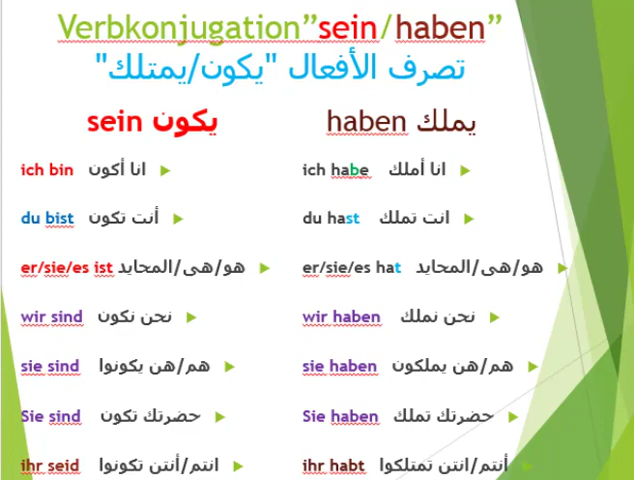 Verbkonjugation”sein/haben”
تصرف الأفعال "يكون/يمتلك"
sein يكون
haben يملك
ich bin انا أكون
ich habe انا أملك
du bist أنت تكون
du hast انت تملك
er/sie/es ist هو/هى/المحايد
er/sie/es hat هو/هى/المحايد
wir sind نحن نكون
wir haben نحن نملك
sie sind هم/هن يكونوا
sie haben هم/هن يملكون
Sie sind حضرتك تكون
Sie haben حضرتك تملك
ihr seid انتم/أنتن تكونوا
ihr habt أنتم/انتن تمتلكوا